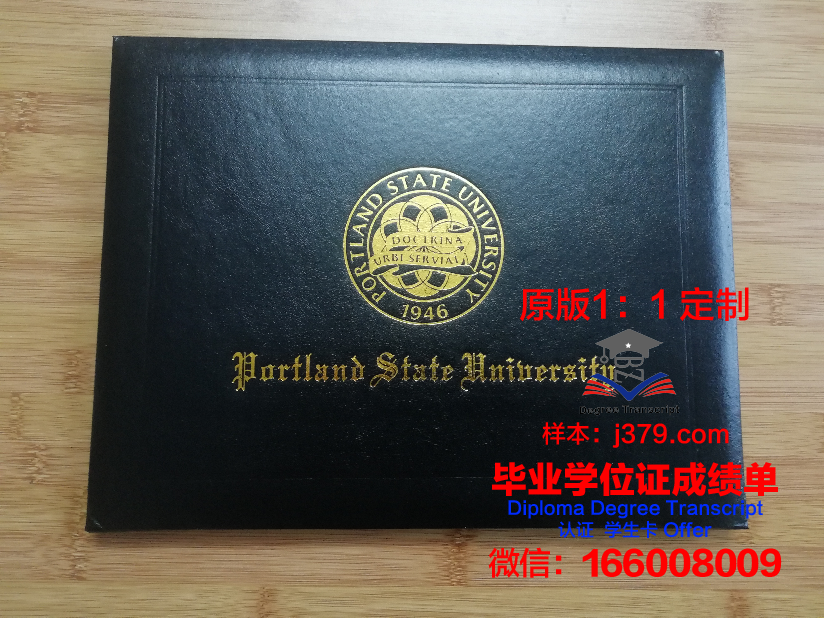 PORTLAND STATE UNIVERSITY
DOCTRINA
URBI SERVIAT
1946
原版1：1 定制
Portland State University
Degree Transcript
样本：j379.com
毕业学位证成绩单
Diploma Degree Transcript
认证 学生卡 Offer
微信：166008009